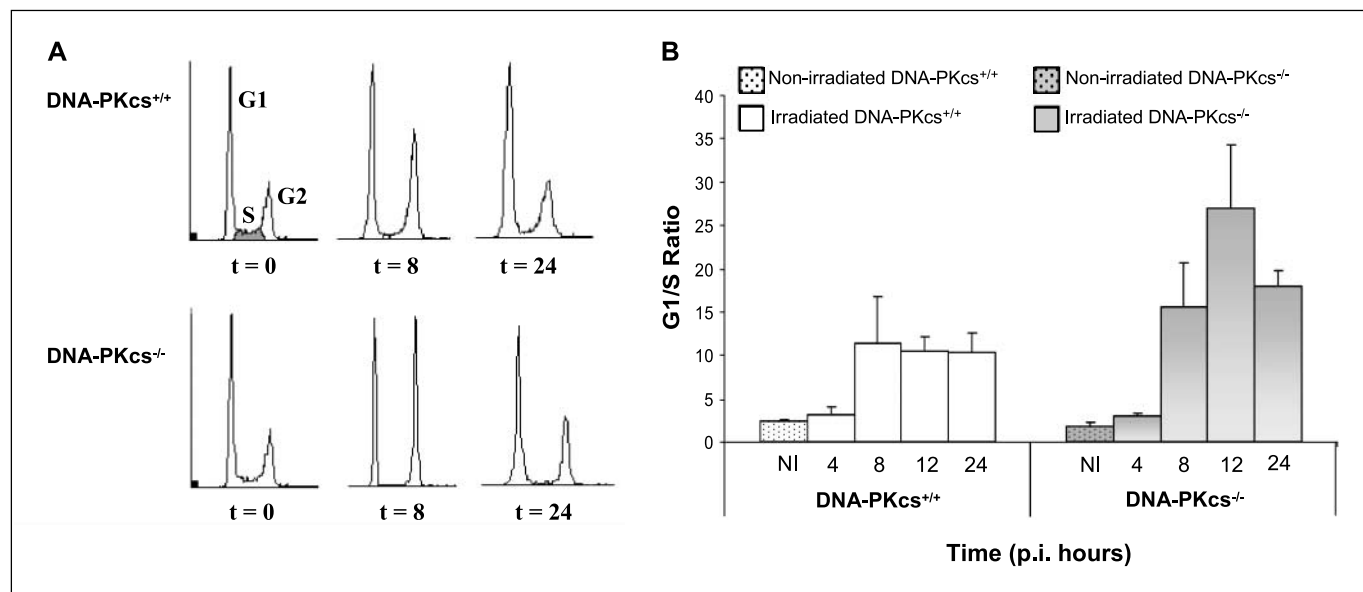 A
DNA-PKcs+/+
G1
S
G2
t = 0
t = 8
t = 24
DNA-PKcs-/-
t = 0
t = 8
t = 24
B
Non-irradiated DNA-PKcs+/+
Non-irradiated DNA-PKcs-/-
Irradiated DNA-PKcs+/+
Irradiated DNA-PKcs-/-
G1/S Ratio
40
35
30
25
20
15
10
5
0
NI 4 8 12 24 NI 4 8 12 24
DNA-PKcs+/+ DNA-PKcs-/-
Time (p.i. hours)